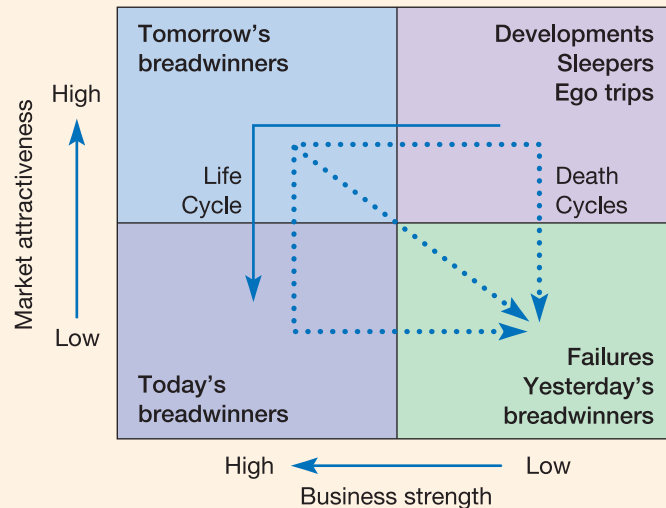 Tomorrow's
breadwinners
Developments
Sleepers
Ego trips
High
Market attractiveness
Low
Life
Cycle
Death
Cycles
Today's
breadwinners
Failures
Yesterday's
breadwinners
High
Low
Business strength